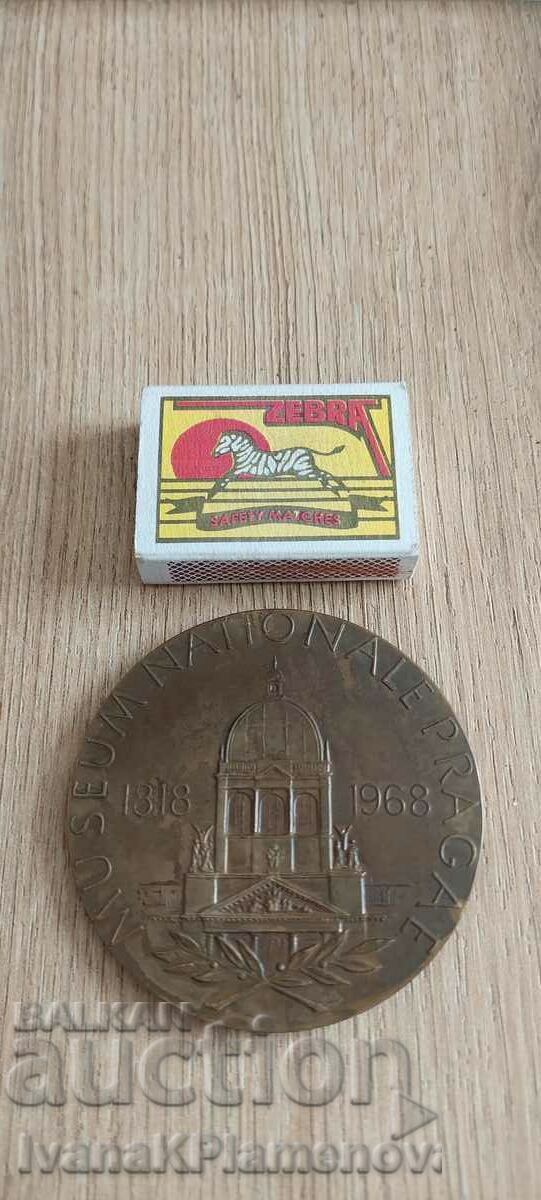 ZEBRA
SAFETY MATCHES
MUSEUM NATIONALE PRAGAE
1818 1968
BALKAN
auction
IvanaKPlamenov